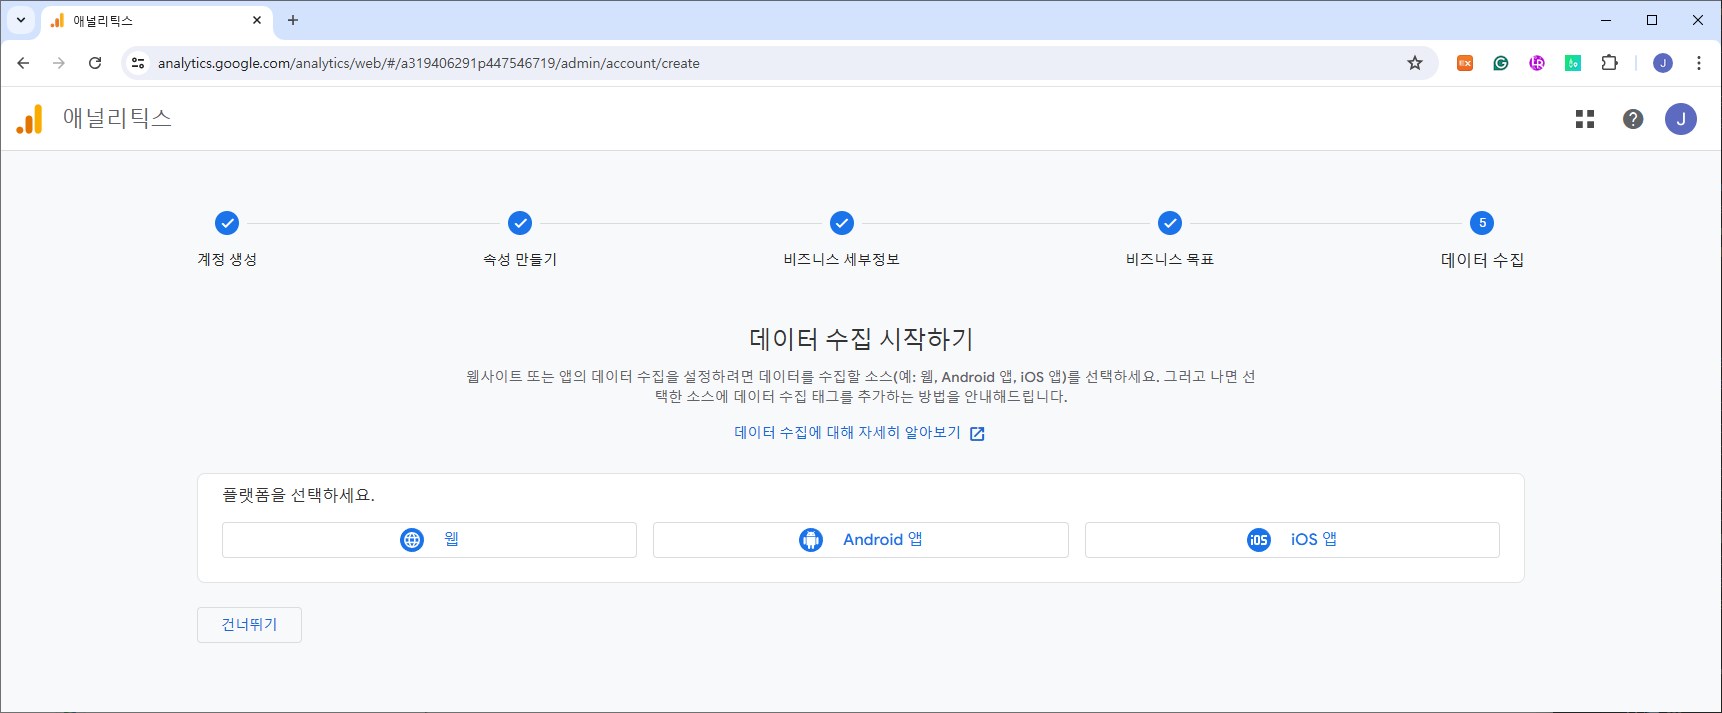 애널리틱스
analytics.google.com/analytics/web/#/a319406291p447546719/admin/account/create
J
애널리틱스
J
5
계정 생성
속성 만들기
비즈니스 세부정보
비즈니스 목표
데이터 수집
데이터 수집 시작하기
웹사이트 또는 앱의 데이터 수집을 설정하려면 데이터를 수집할 소스(예: 웹, Android 앱, iOS 앱)를 선택하세요. 그러고 나면 선
택한 소스에 데이터 수집 태그를 추가하는 방법을 안내해드립니다.
데이터 수집에 대해 자세히 알아보기
플랫폼을 선택하세요.
웹
Android 앱
iOS iOS 앱
건너뛰기